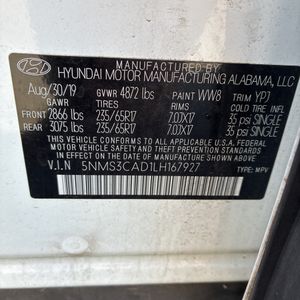 MANUFACTURED BY
HYUNDAI MOTOR MANUFACTURING ALABAMA, LLC
Aug/30/19 GVWR 4872 lbs PAINT WW8 TRIM YPJ
GAWR TIRES RIMS COLD TIRE INFL
FRONT 2866 lbs 235/65R17 7.0JX17 35 psi SINGLE
REAR 3075 lbs 235/65R17 7.0JX17 35 psi SINGLE
THIS VEHICLE CONFORMS TO ALL APPLICABLE U.S. FEDERAL
MOTOR VEHICLE SAFETY AND THEFT PREVENTION STANDARDS
IN EFFECT ON THE DATE OF MANUFACTURE SHOWN ABOVE.
V.I.N 5NMS3CAD1LH167927 TYPE: MPV